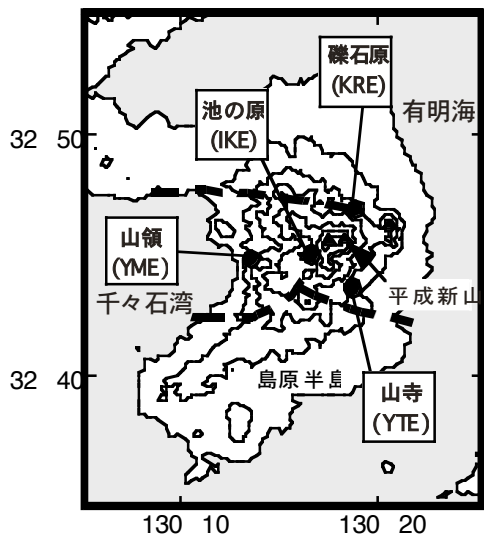 礫石原
(KRE)
有明海
32 50
池の原
(IKE)
山領
(YME)
千々石湾
平成新山
32 40
島原半島
山寺
(YTE)
130 10
130 20